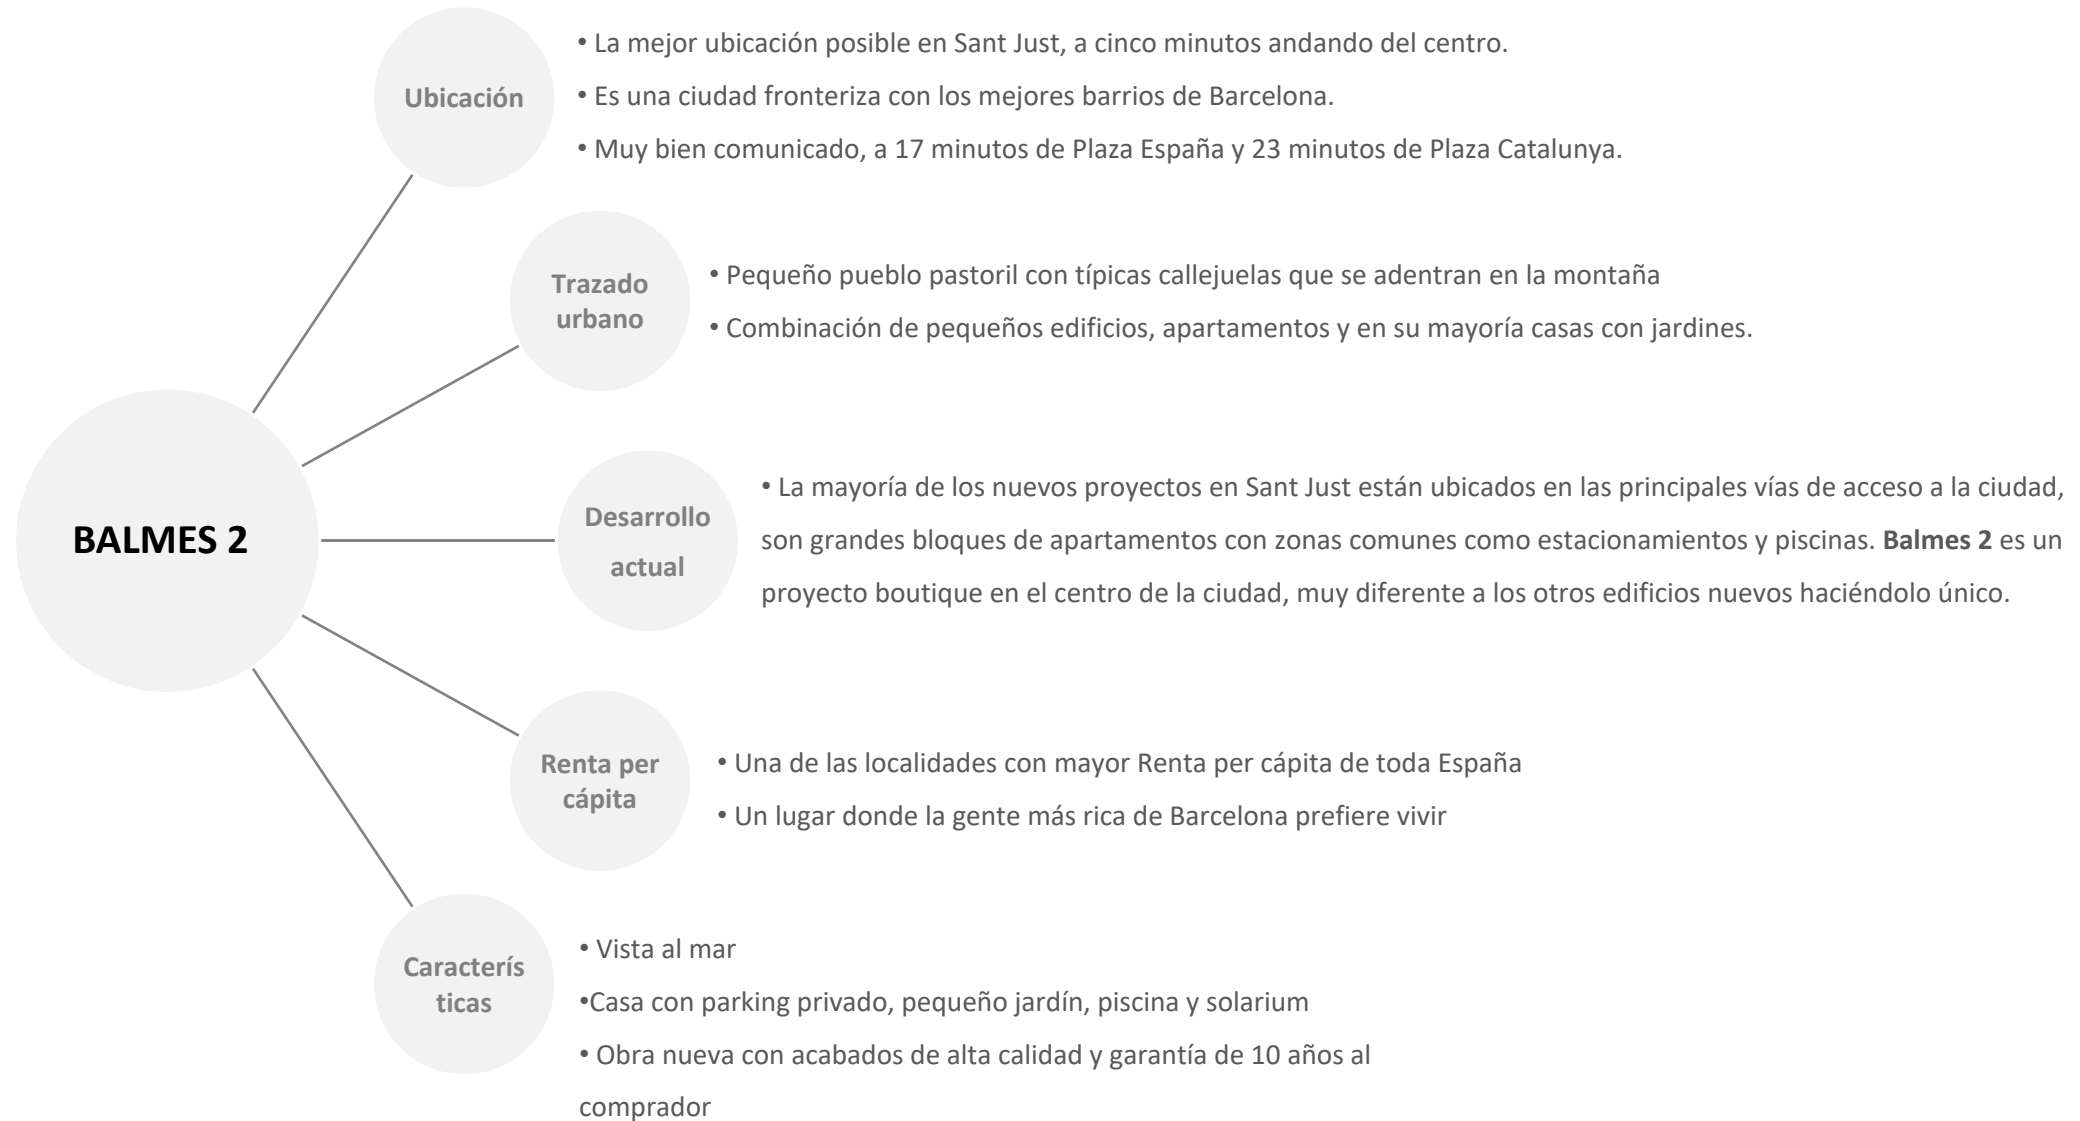 Ubicación
• La mejor ubicación posible en Sant Just, a cinco minutos andando del centro.
• Es una ciudad fronteriza con los mejores barrios de Barcelona.
• Muy bien comunicado, a 17 minutos de Plaza España y 23 minutos de Plaza Catalunya.
Trazado
urbano
• Pequeño pueblo pastoril con típicas callejuelas que se adentran en la montaña
• Combinación de pequeños edificios, apartamentos y en su mayoría casas con jardines.
BALMES 2
Desarrollo
actual
• La mayoría de los nuevos proyectos en Sant Just están ubicados en las principales vías de acceso a la ciudad,
son grandes bloques de apartamentos con zonas comunes como estacionamientos y piscinas. Balmes 2 es un
proyecto boutique en el centro de la ciudad, muy diferente a los otros edificios nuevos haciéndolo único.
Renta per
cápita
• Una de las localidades con mayor Renta per cápita de toda España
• Un lugar donde la gente más rica de Barcelona prefiere vivir
Caracterís
ticas
• Vista al mar
•Casa con parking privado, pequeño jardín, piscina y solarium
• Obra nueva con acabados de alta calidad y garantía de 10 años al
comprador